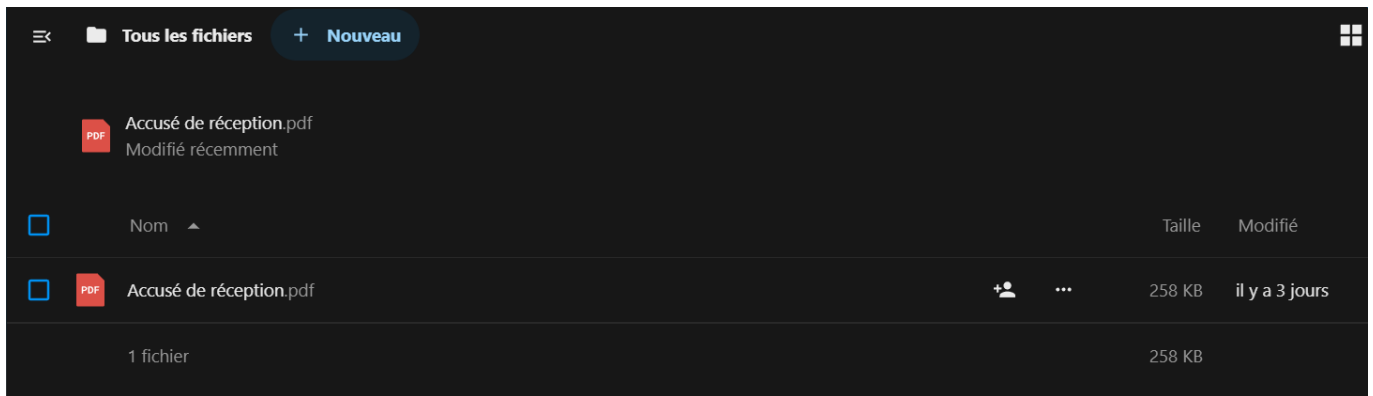 Tous les fichiers + Nouveau
PDF Accusé de réception.pdf
Modifié récemment
Nom Taille Modifié
PDF Accusé de réception.pdf 258 KB il y a 3 jours
1 fichier 258 KB